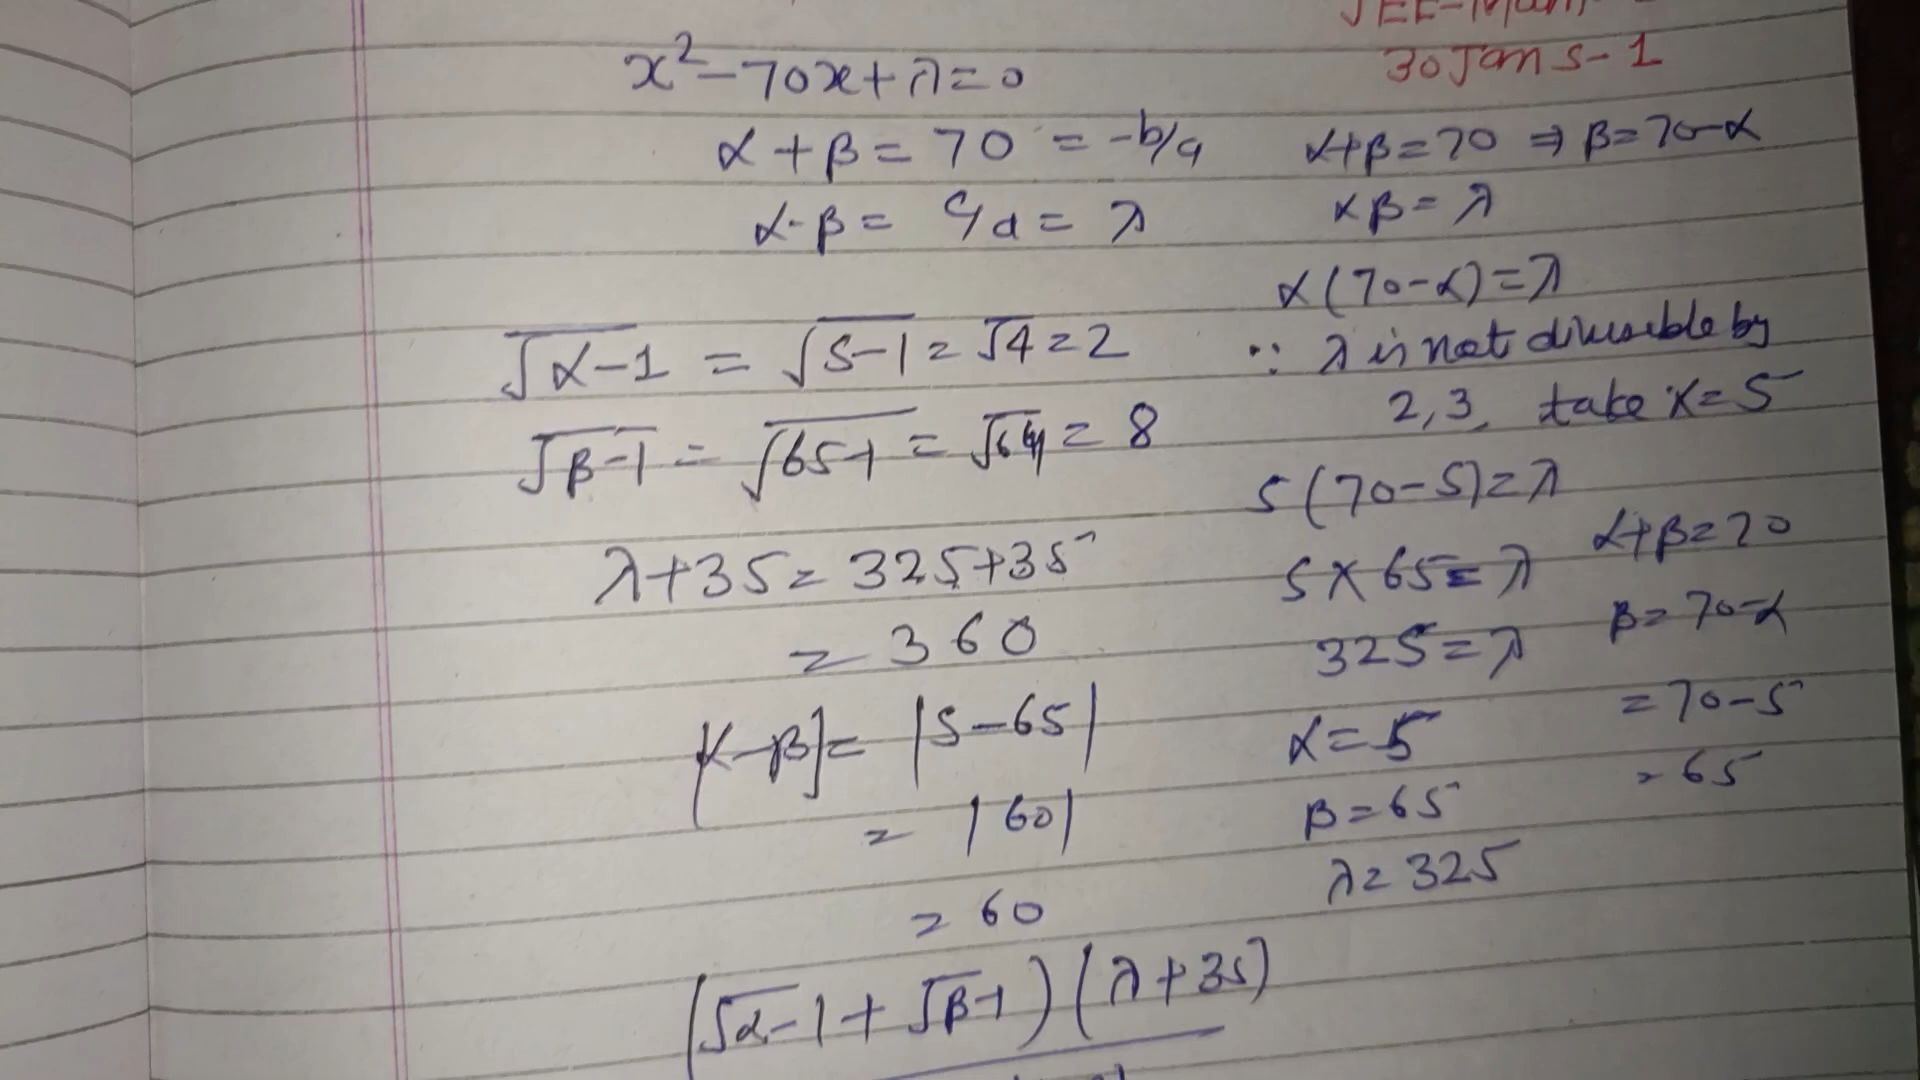 JEE-Main
30 Jan S-1
x²-70x+λ=0
α+β=70=-b/a
α·β=c/a=λ
√α-1=√5-1=√4=2
√β-1=√65-1=√64=8
λ+35=325+35
=360
|α-β|=|5-65|
=|60|
=60
(√α-1+√β-1)(λ+35)
α+β=70⇒β=70-α
αβ=λ
α(70-α)=λ
∵ λ is not divisible by
2,3, take α=5
5(70-5)=λ
5×65=λ
325=λ
α=5
β=65
λ=325
α+β=70
β=70-α
=70-5
=65